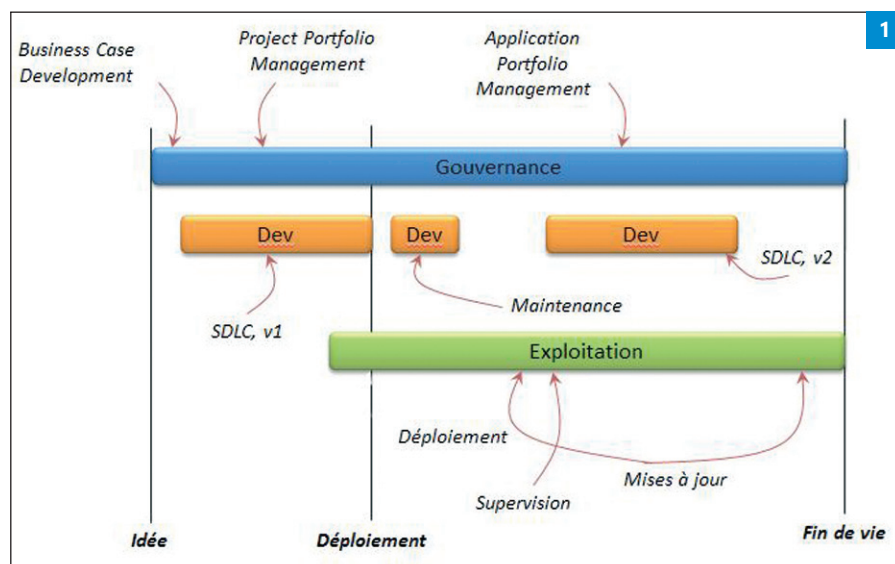 1
Business Case
Development
Project Portfolio
Management
Application
Portfolio
Management
Gouvernance
Dev
Dev
Dev
SDLC, v2
Maintenance
SDLC, v1
Exploitation
Déploiement
Mises à jour
Supervision
Idée
Déploiement
Fin de vie